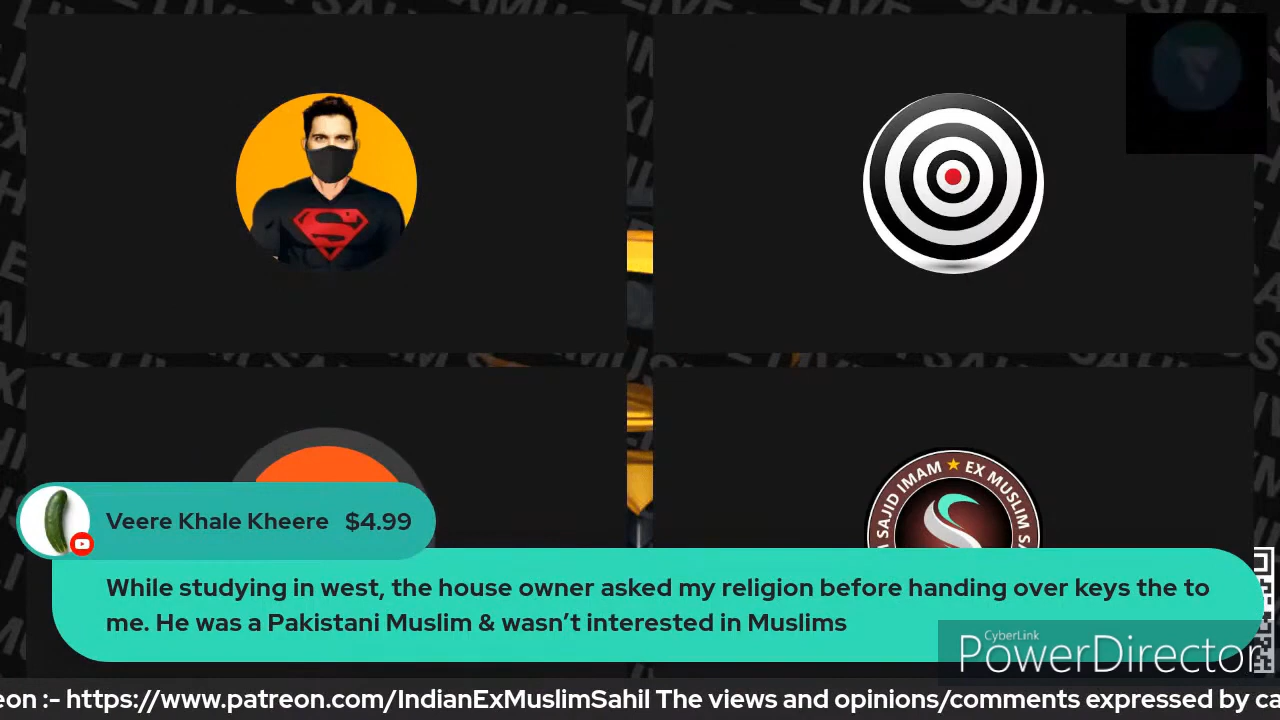 SAJID IMAM ★ EX MUSLIM SA
Veere Khale Kheere $4.99
While studying in west, the house owner asked my religion before handing over keys the to
me. He was a Pakistani Muslim & wasn't interested in Muslims
CyberLink
PowerDirector
eon :- https://www.patreon.com/IndianExMuslimSahil The views and opinions/comments expressed by ca